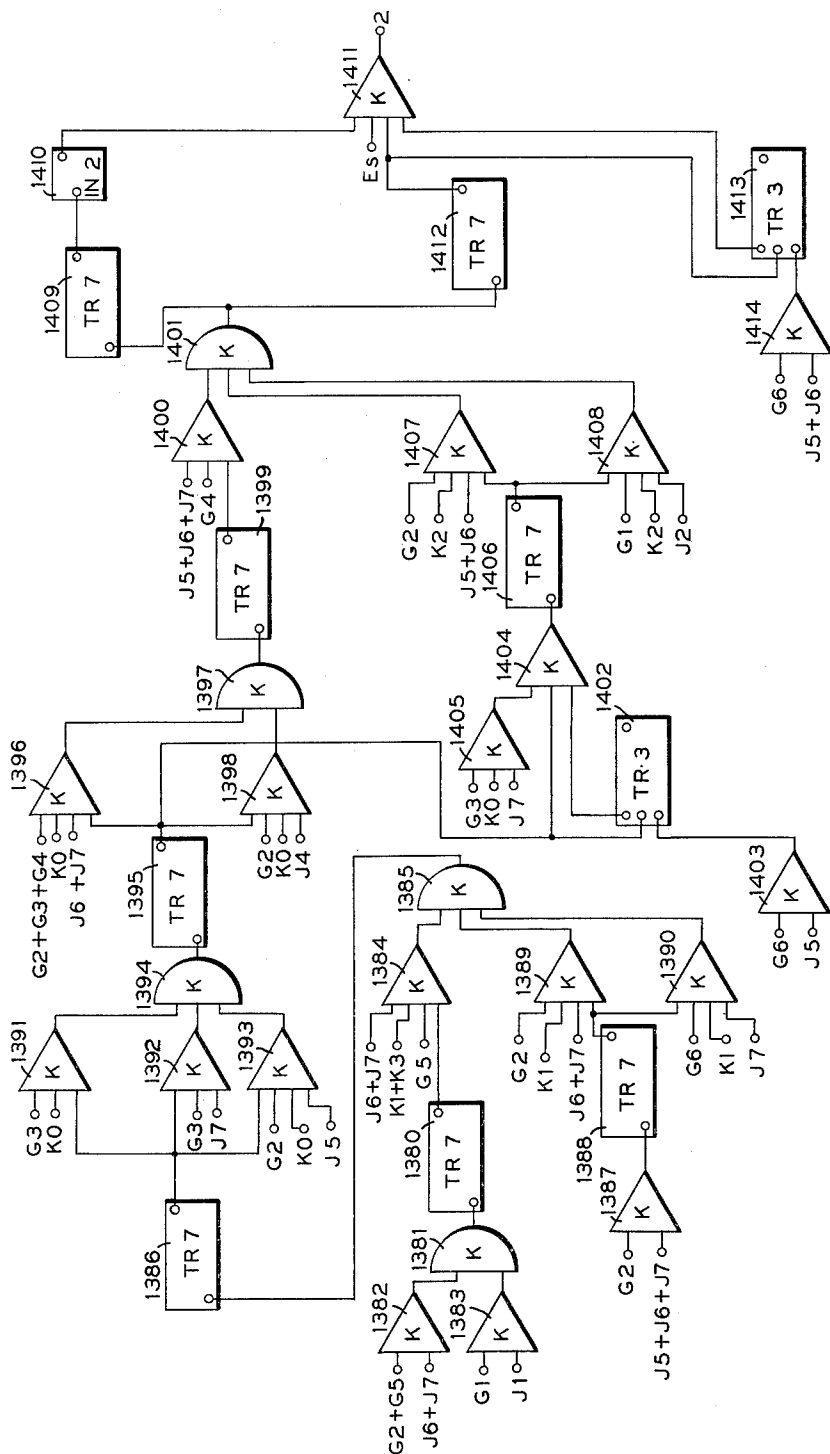 2
1411
K
Es
1410
IN 2
1409
TR 7
1412
TR 7
1413
TR 3
1414
K
G6
J5+J6
1401
K
1400
K
J5+J6+J7
G4
1399
TR 7
1407
K
G2
K2
J5+J6
1408
K
G1
K2
J2
1406
TR 7
1404
K
1405
K
G3
K0
J7
1402
TR 3
1403
K
G6
J5
1397
K
1396
K
G2+G3+G4
K0
J6+J7
1398
K
G2
K0
J4
1395
TR 7
1394
K
1391
K
G3
K0
1392
K
G3
J7
1393
K
G2
K0
J5
1386
TR 7
1385
K
1384
K
J6+J7
K1+K3
G5
1389
K
G2
K1
J6+J7
1390
K
G6
K1
J7
1388
TR 7
1387
K
G2
J5+J6+J7
1380
TR 7
1381
K
1382
K
G2+G5
J6+J7
1383
K
G1
J1